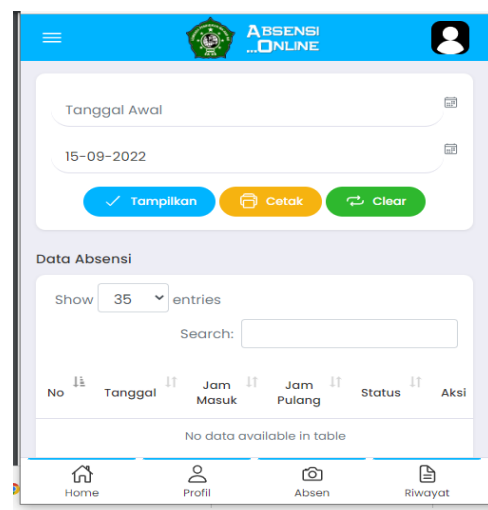 ABSENSI
...ONLINE
Tanggal Awal
15-09-2022
Tampilkan Cetak Clear
Data Absensi
Show 35 entries
Search:
No Tanggal Jam Masuk Jam Pulang Status Aksi
No data available in table
Home Profil Absen Riwayat